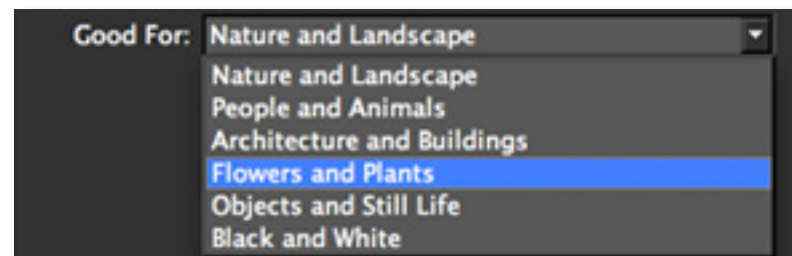 Good For: Nature and Landscape
Nature and Landscape
People and Animals
Architecture and Buildings
Flowers and Plants
Objects and Still Life
Black and White